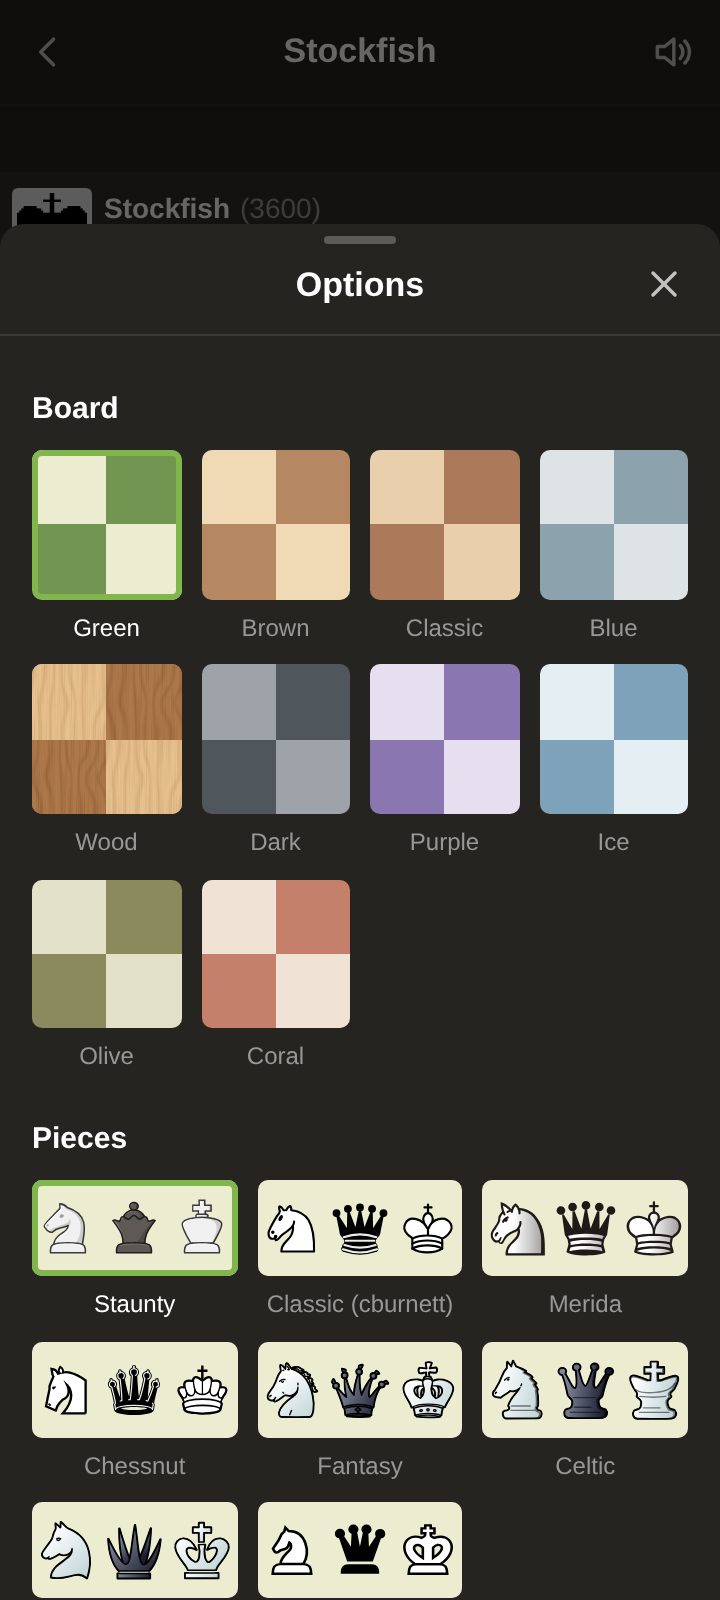 Stockfish
Stockfish (3600)
Options
Board
Green Brown Classic Blue
Wood Dark Purple Ice
Olive Coral
Pieces
Staunty Classic (cburnett) Merida
Chessnut Fantasy Celtic